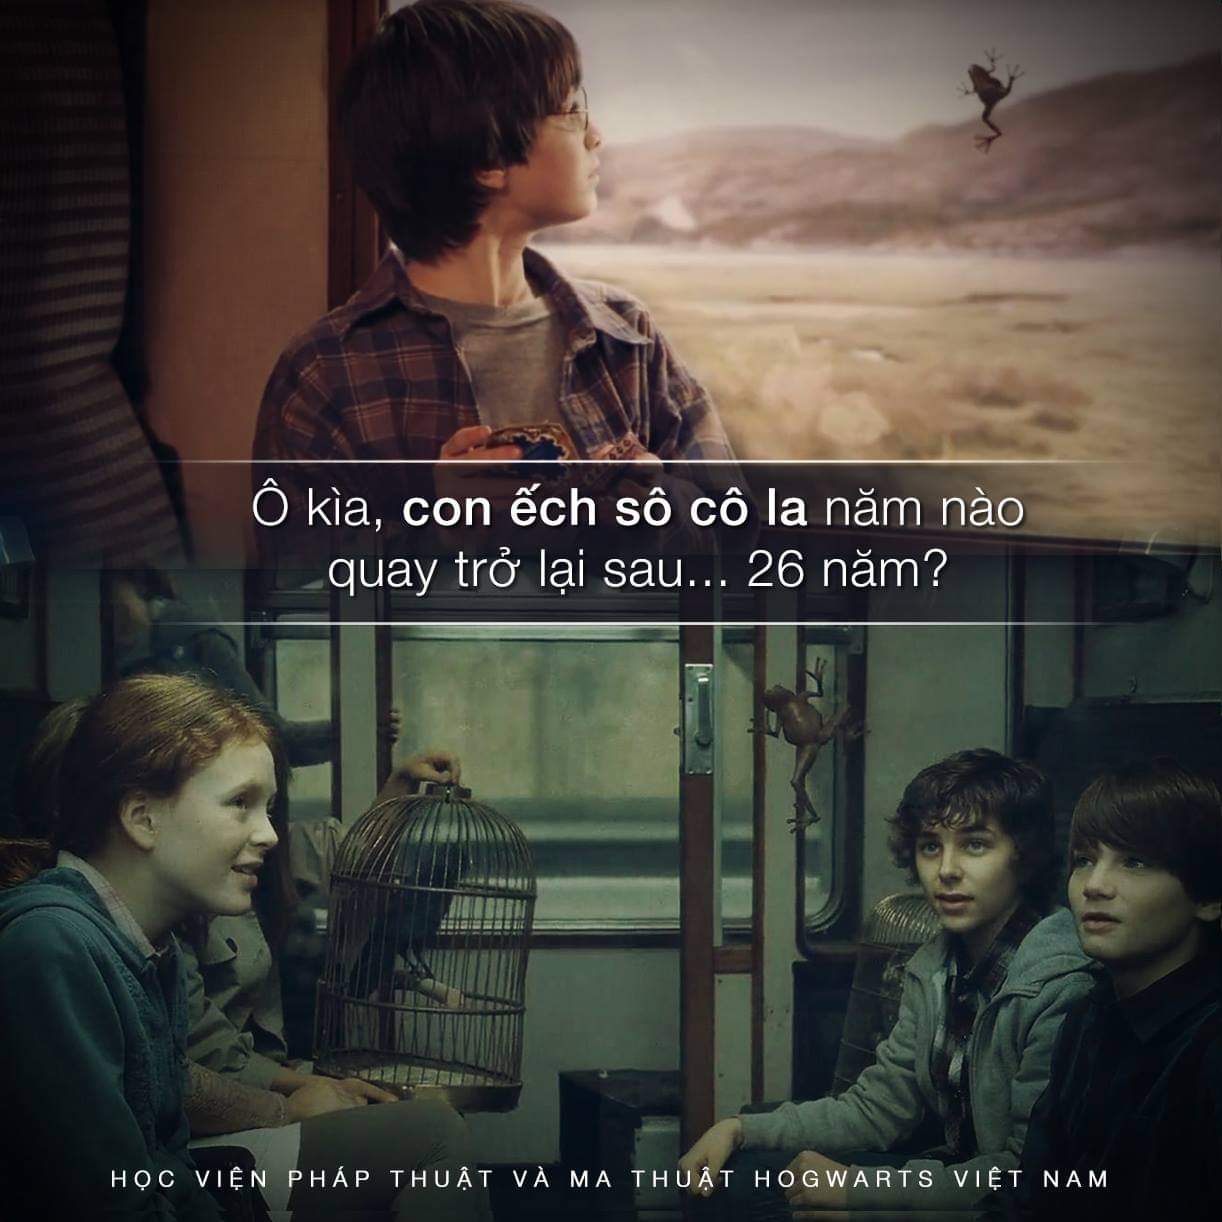 Ô kìa, con ếch sô cô la năm nào
quay trở lại sau... 26 năm?
HỌC VIỆN PHÁP THUẬT VÀ MA THUẬT HOGWARTS VIỆT NAM